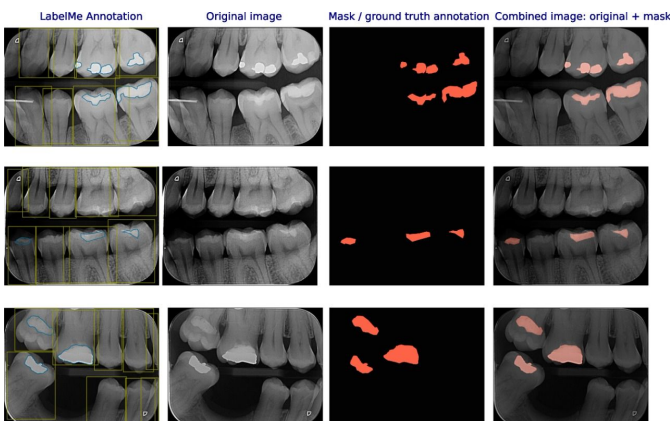 LabelMe Annotation
Original image
Mask / ground truth annotation
Combined image: original + mask